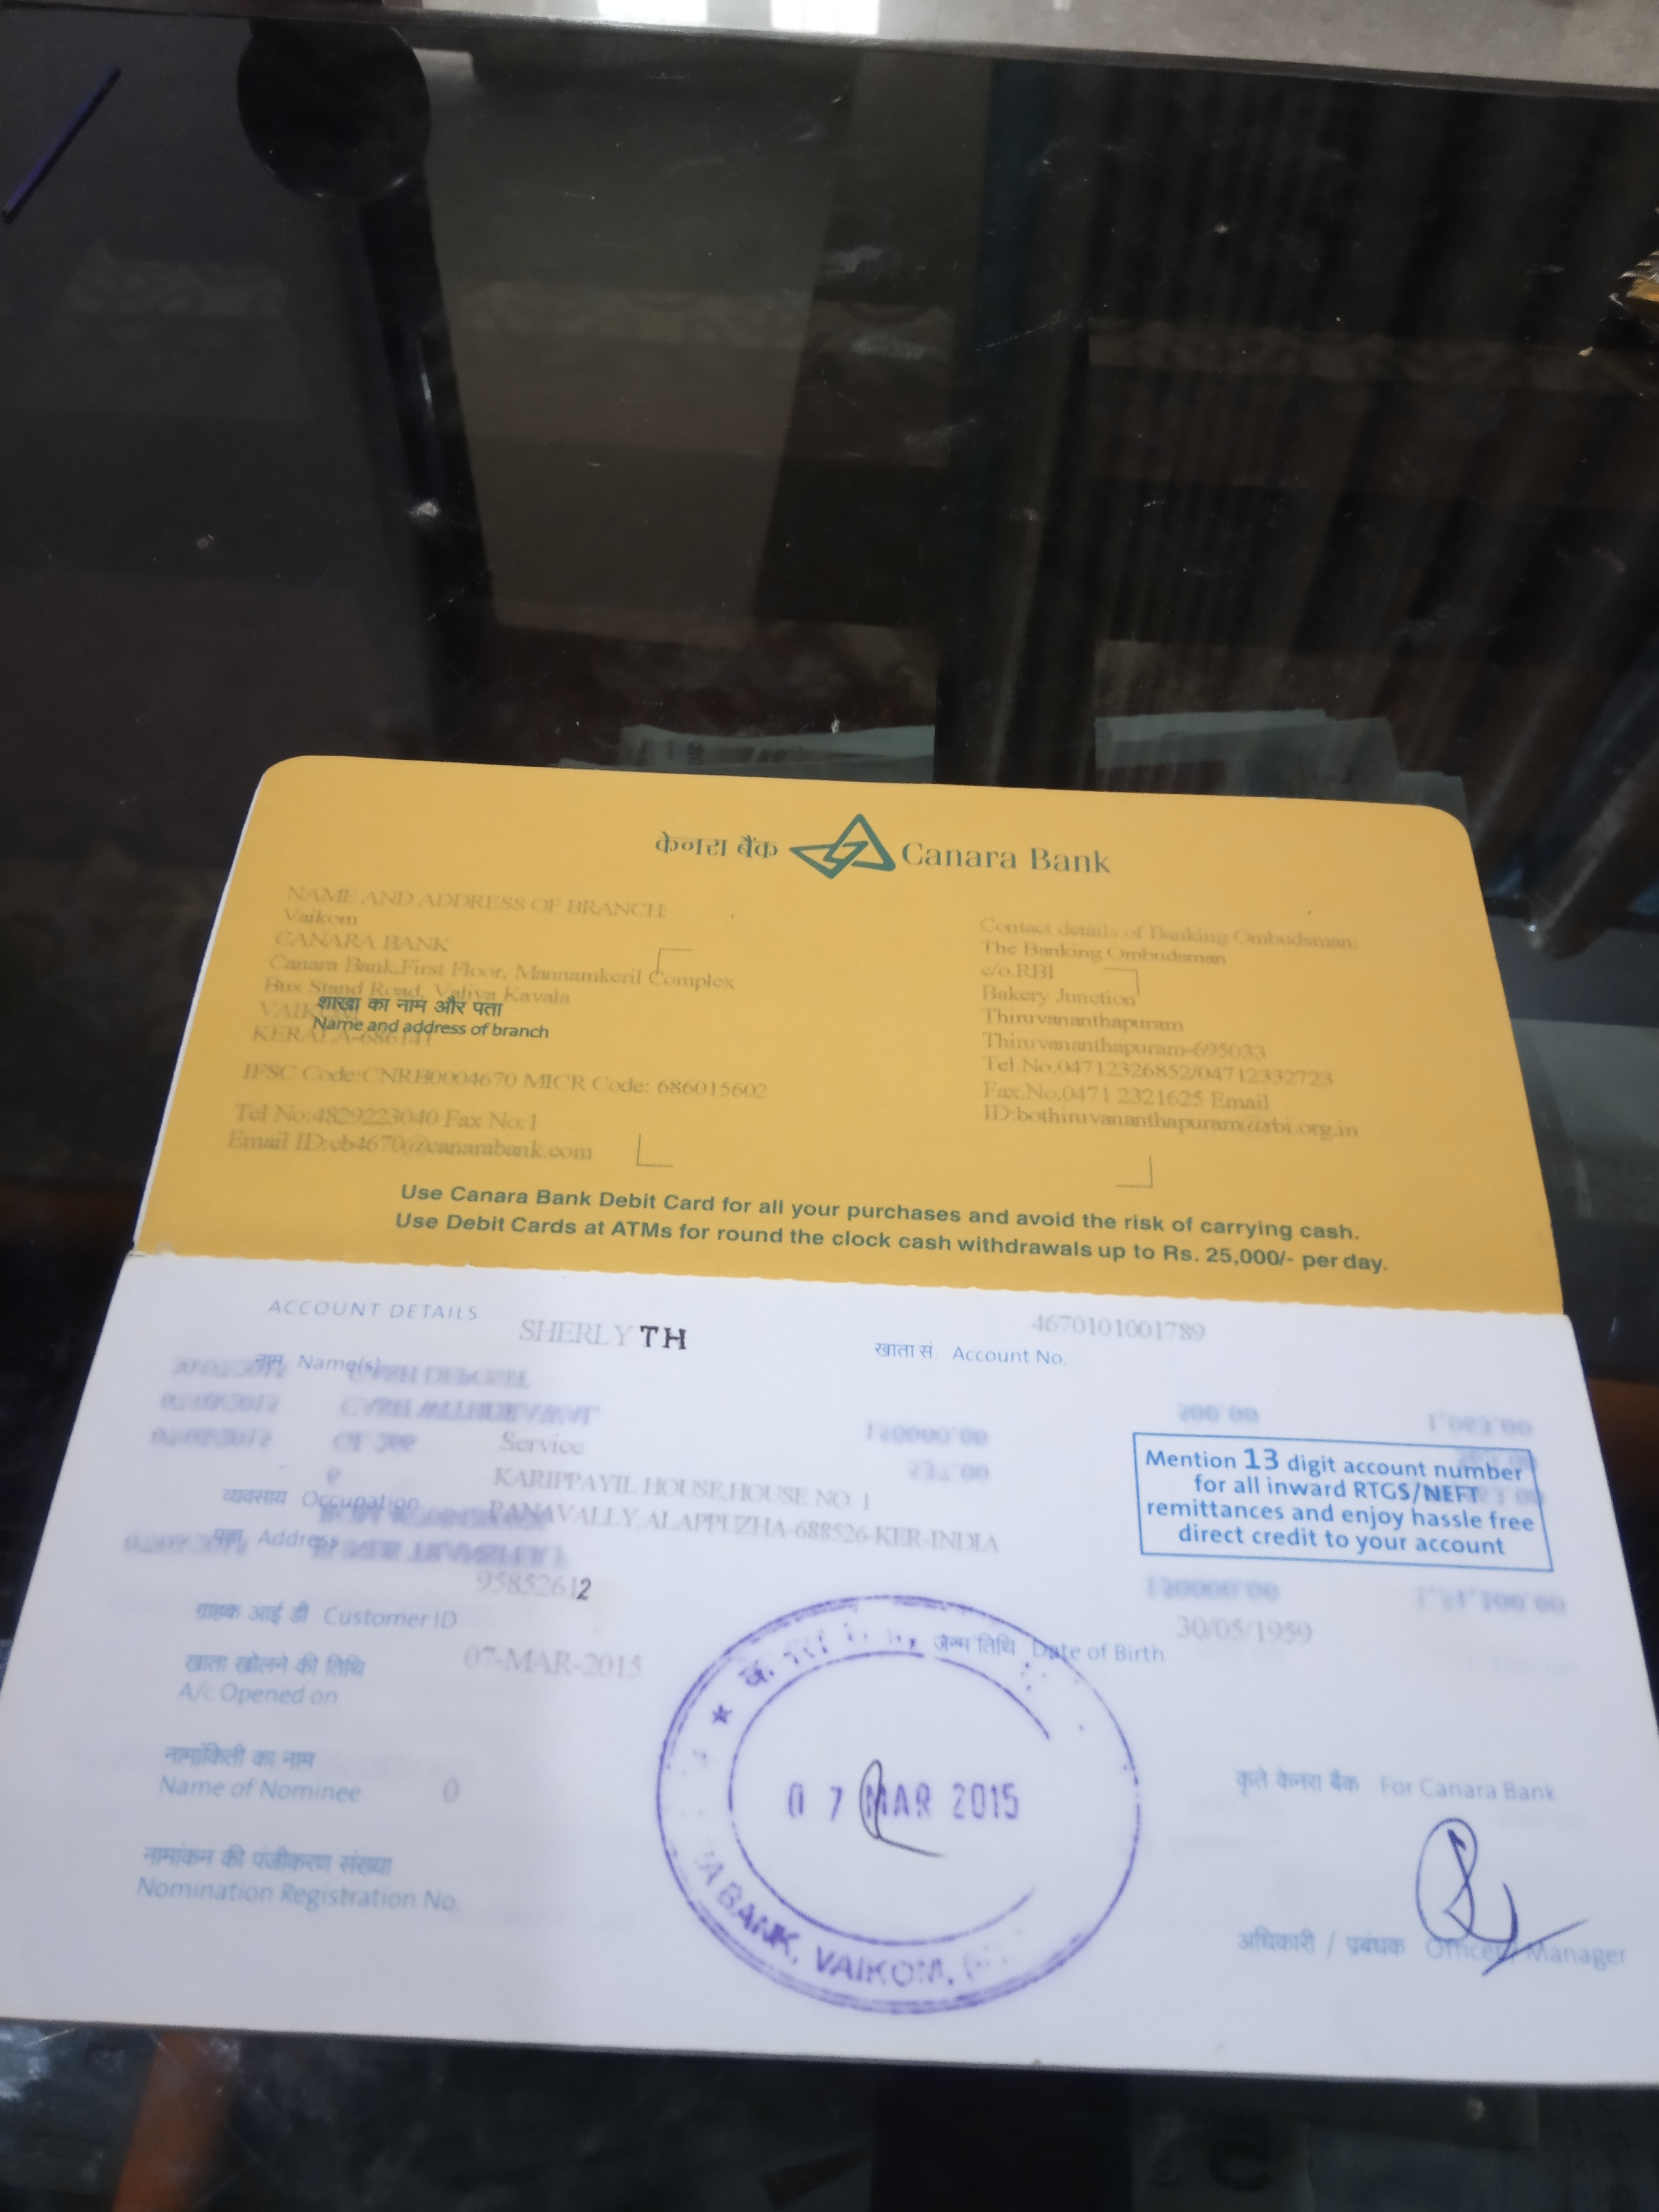 केनरा बैंक Canara Bank
NAME AND ADDRESS OF BRANCH:
Vaikom
CANARA BANK
Canara Bank,First Floor, Mannamkeril Complex
Bus Stand Road, Valiya Kavala
शाखा का नाम और पता
Name and address of branch
KERALA-686141
IFSC Code:CNRB0004670 MICR Code: 686015602
Tel No:4829223040 Fax No:1
Email ID:cb4670@canarabank.com
Contact details of Banking Ombudsman:
The Banking Ombudsman
c/o.RBI
Bakery Junction
Thiruvananthapuram
Thiruvananthapuram-695033
Tel.No.04712326852/04712332723
Fax.No.0471 2321625 Email
ID:bothiruvananthapuram@rbi.org.in
Use Canara Bank Debit Card for all your purchases and avoid the risk of carrying cash.
Use Debit Cards at ATMs for round the clock cash withdrawals up to Rs. 25,000/- per day.
ACCOUNT DETAILS
SHERLY TH
4670101001789
नाम Name(s)
खाता सं. Account No.
Service
KARIPPAYIL HOUSE,HOUSE NO 1
व्यवसाय Occupation
PANAVALLY,ALAPPUZHA-688526-KER-INDIA
पता Address
Mention 13 digit account number
for all inward RTGS/NEFT
remittances and enjoy hassle free
direct credit to your account
95852612
ग्राहक आई डी Customer ID
30/05/1959
जन्म तिथि Date of Birth
07-MAR-2015
खाता खोलने की तिथि
A/c Opened on
नामांकिती का नाम
Name of Nominee 0
07 MAR 2015
BANK, VAIKOM,
कृते केनरा बैंक For Canara Bank
नामांकन की पंजीकरण संख्या
Nomination Registration No.
अधिकारी / प्रबंधक Officer / Manager